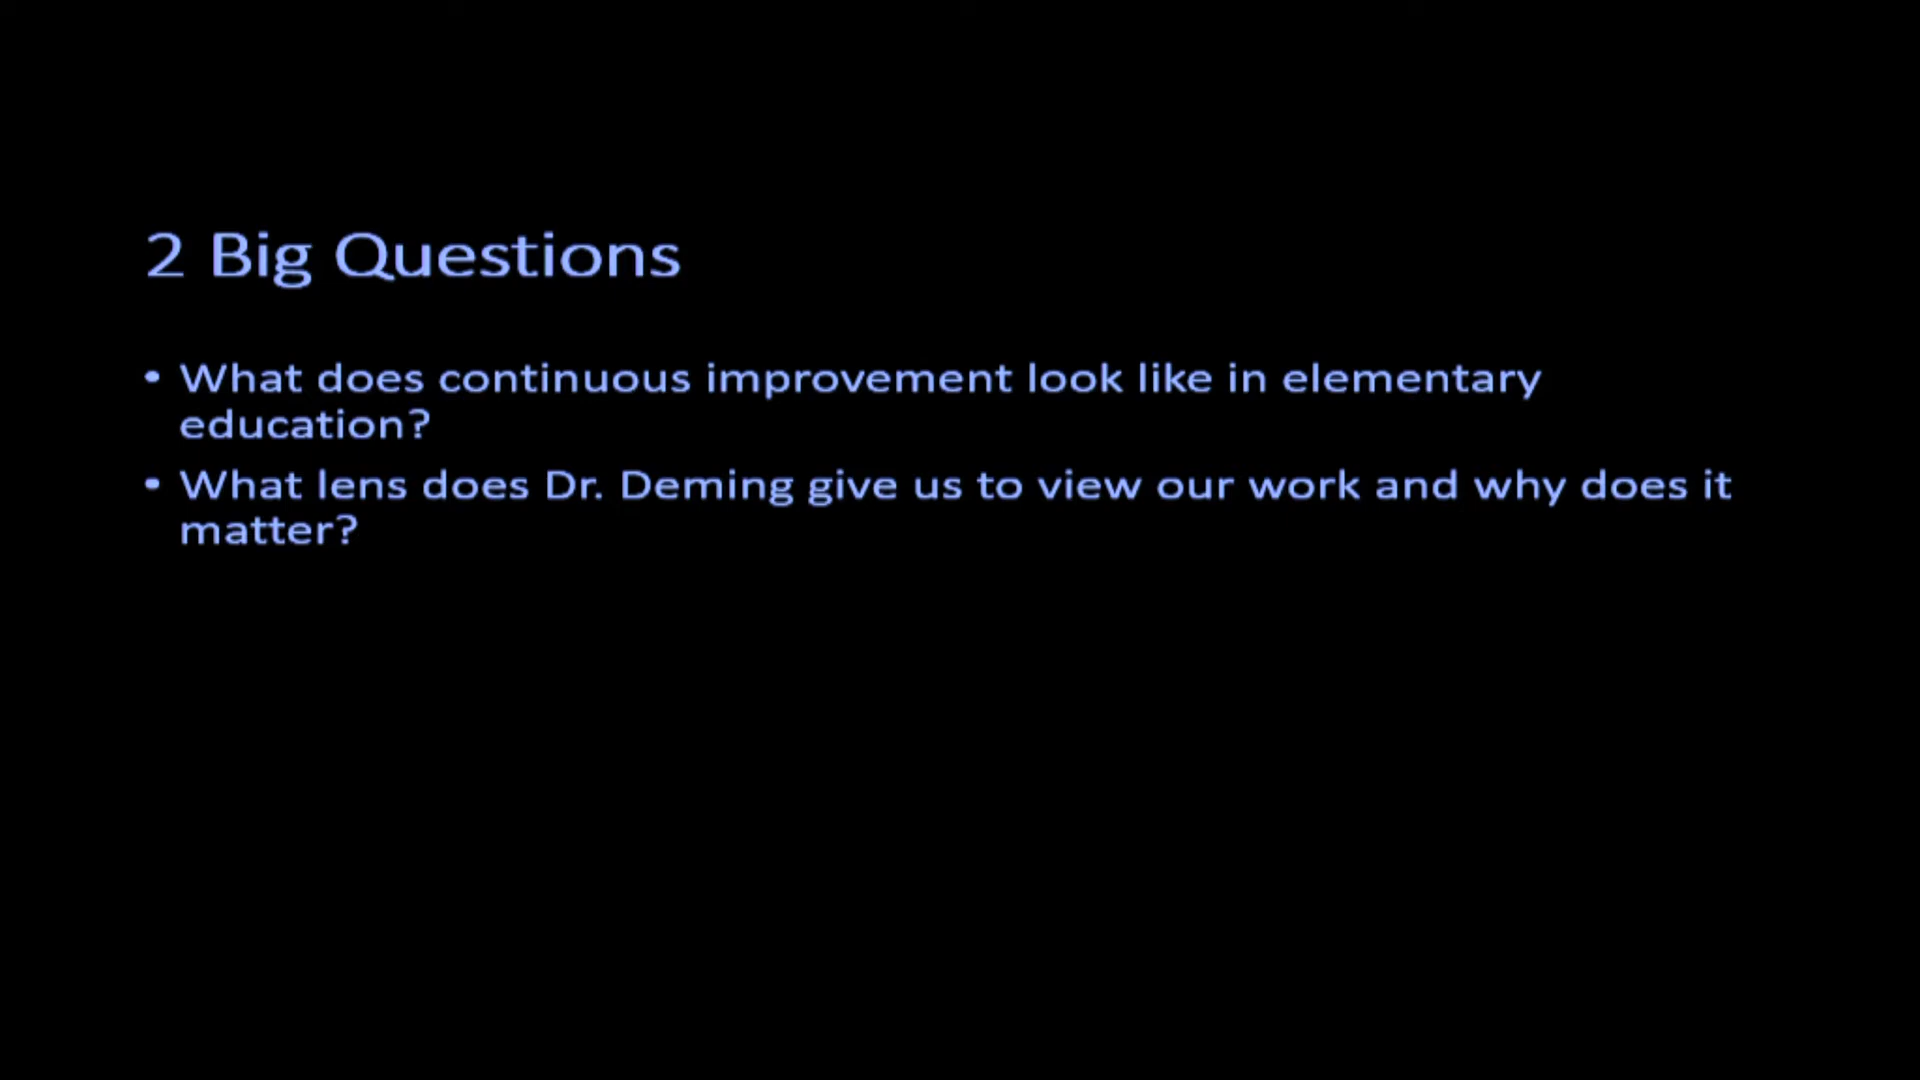 2 Big Questions
• What does continuous improvement look like in elementary
education?
• What lens does Dr. Deming give us to view our work and why does it
matter?